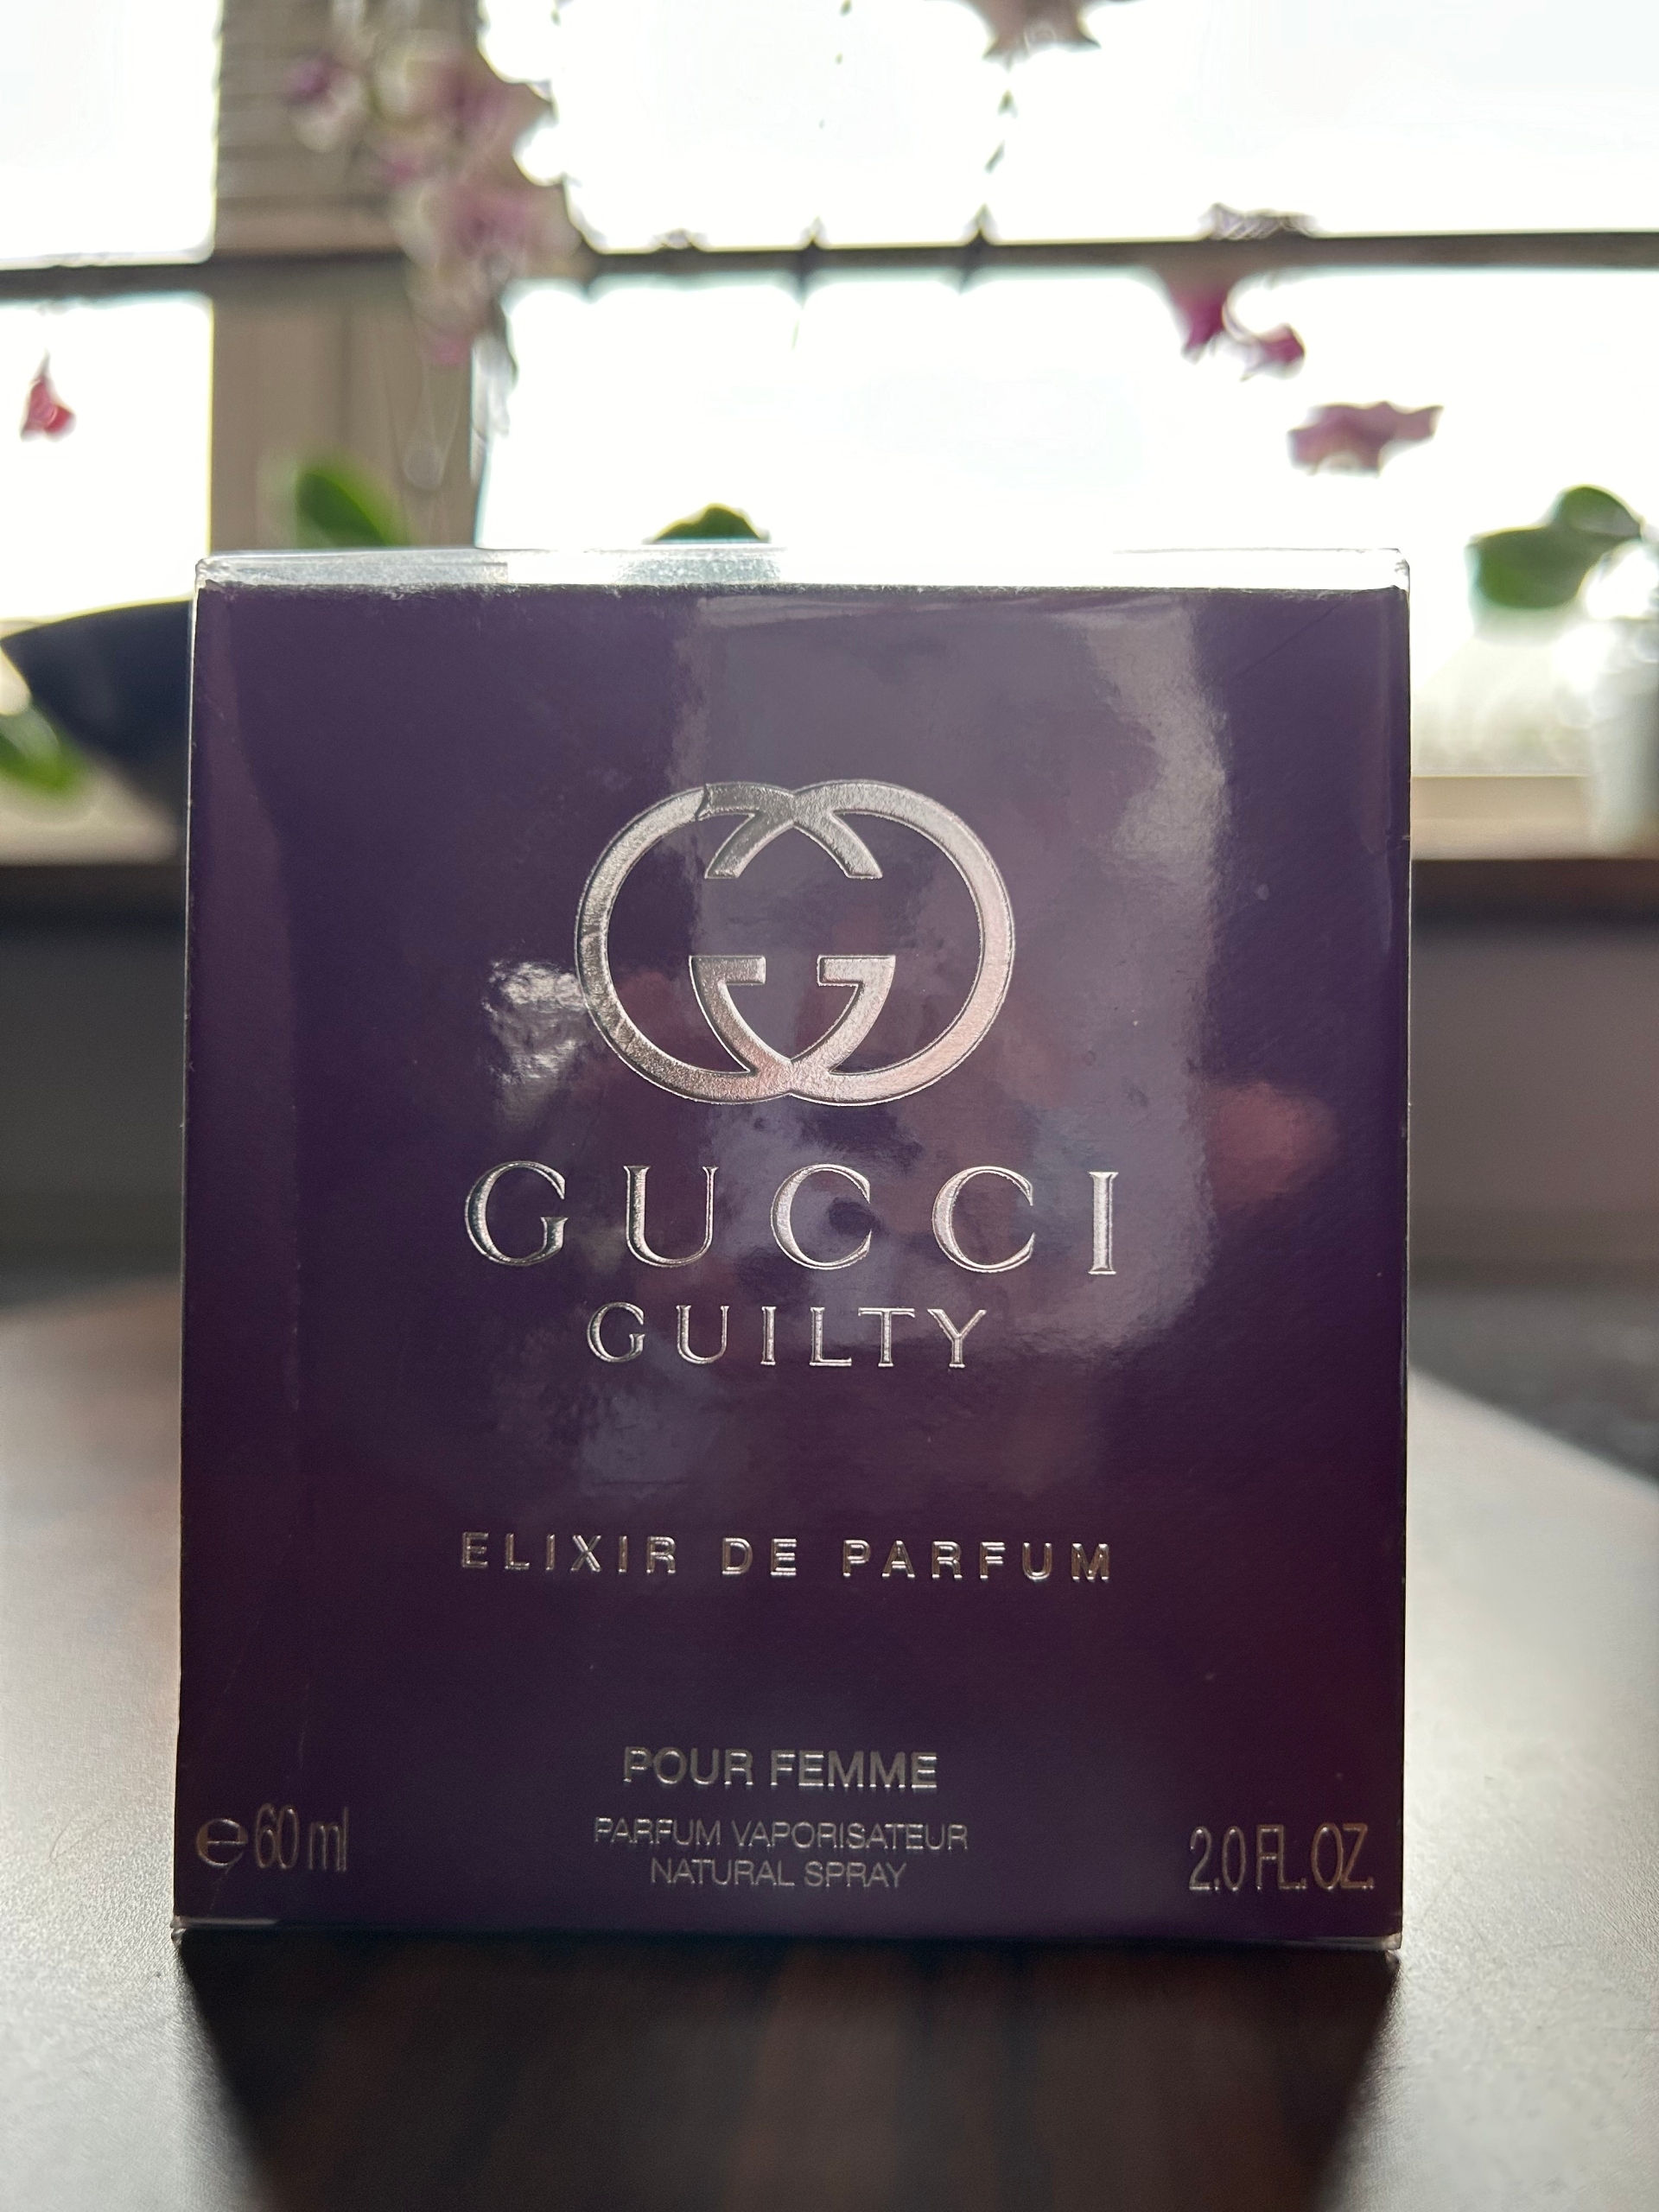 GUCCI
GUILTY
ELIXIR DE PARFUM
POUR FEMME
PARFUM VAPORISATEUR
NATURAL SPRAY
℮60 ml
2.0 FL. OZ.